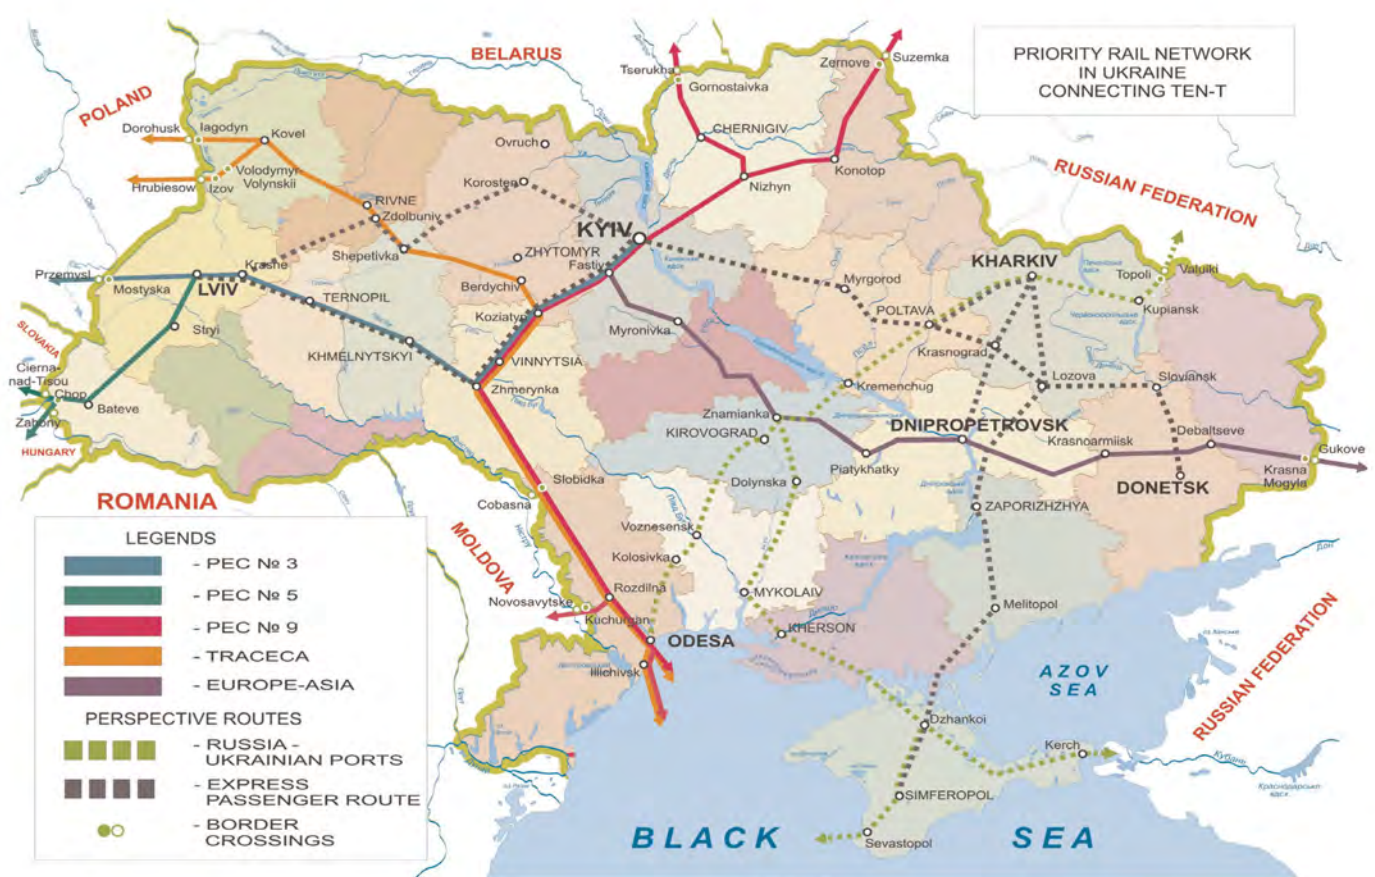 PRIORITY RAIL NETWORK
IN UKRAINE
CONNECTING TEN-T
BELARUS
POLAND
RUSSIAN FEDERATION
SLOVAKIA
HUNGARY
ROMANIA
MOLDOVA
RUSSIAN FEDERATION
Tserukha
Gornostaivka
Zernove
Suzemka
Dorohusk
Iagodyn
Kovel
Ovruch
CHERNIGIV
Konotop
Hrubiesow
Izov
Volodymyr-
Volynskii
Korosten
Nizhyn
RIVNE
Zdolbuniv
KYIV
Shepetivka
ZHYTOMYR
Fastiv
Krasne
Przemysl
Mostyska
LVIV
Berdychiv
KHARKIV
Topoli
Valuiki
Myrgorod
TERNOPIL
Koziatyn
Kupiansk
Stryi
Myronivka
POLTAVA
KHMELNYTSKYI
VINNYTSIA
Krasnograd
Cierna-
nad-Tisou
Chop
Zahony
Bateve
Zhmerynka
Kremenchug
Lozova
Sloviansk
Znamianka
KIROVOGRAD
DNIPROPETROVSK
Krasnoarmiisk
Debaltseve
Gukove
Piatykhatky
Krasna
Mogyla
Slobidka
Cobasna
Dolynska
DONETSK
Voznesensk
ZAPORIZHZHYA
Kolosivka
Rozdilna
Novosavytske
Kuchurgan
MYKOLAIV
Melitopol
KHERSON
ODESA
Illichivsk
AZOV
SEA
Dzhankoi
Kerch
SIMFEROPOL
Sevastopol
BLACK SEA
Дон
Кубань
Краснодарське
вдсх.
LEGENDS
- PEC № 3
- PEC № 5
- PEC № 9
- TRACECA
- EUROPE-ASIA
PERSPECTIVE ROUTES
- RUSSIA -
UKRAINIAN PORTS
- EXPRESS
PASSENGER ROUTE
- BORDER
CROSSINGS